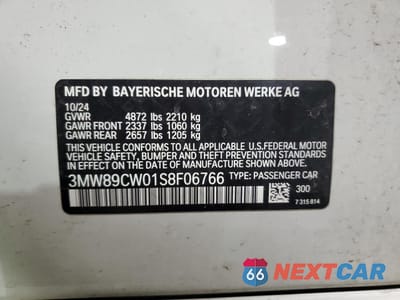 MFD BY BAYERISCHE MOTOREN WERKE AG
10/24
GVWR 4872 lbs 2210 kg
GAWR FRONT 2337 lbs 1060 kg
GAWR REAR 2657 lbs 1205 kg
THIS VEHICLE CONFORMS TO ALL APPLICABLE
U.S.FEDERAL MOTOR VEHICLE SAFETY, BUMPER,
AND THEFT PREVENTION STANDARDS IN EFFECT
ON THE DATE OF MANUFACTURE SHOWN ABOVE.
3MW89CW01S8F06766 TYPE: PASSENGER CAR
300
7 315 814
66 NEXTCAR